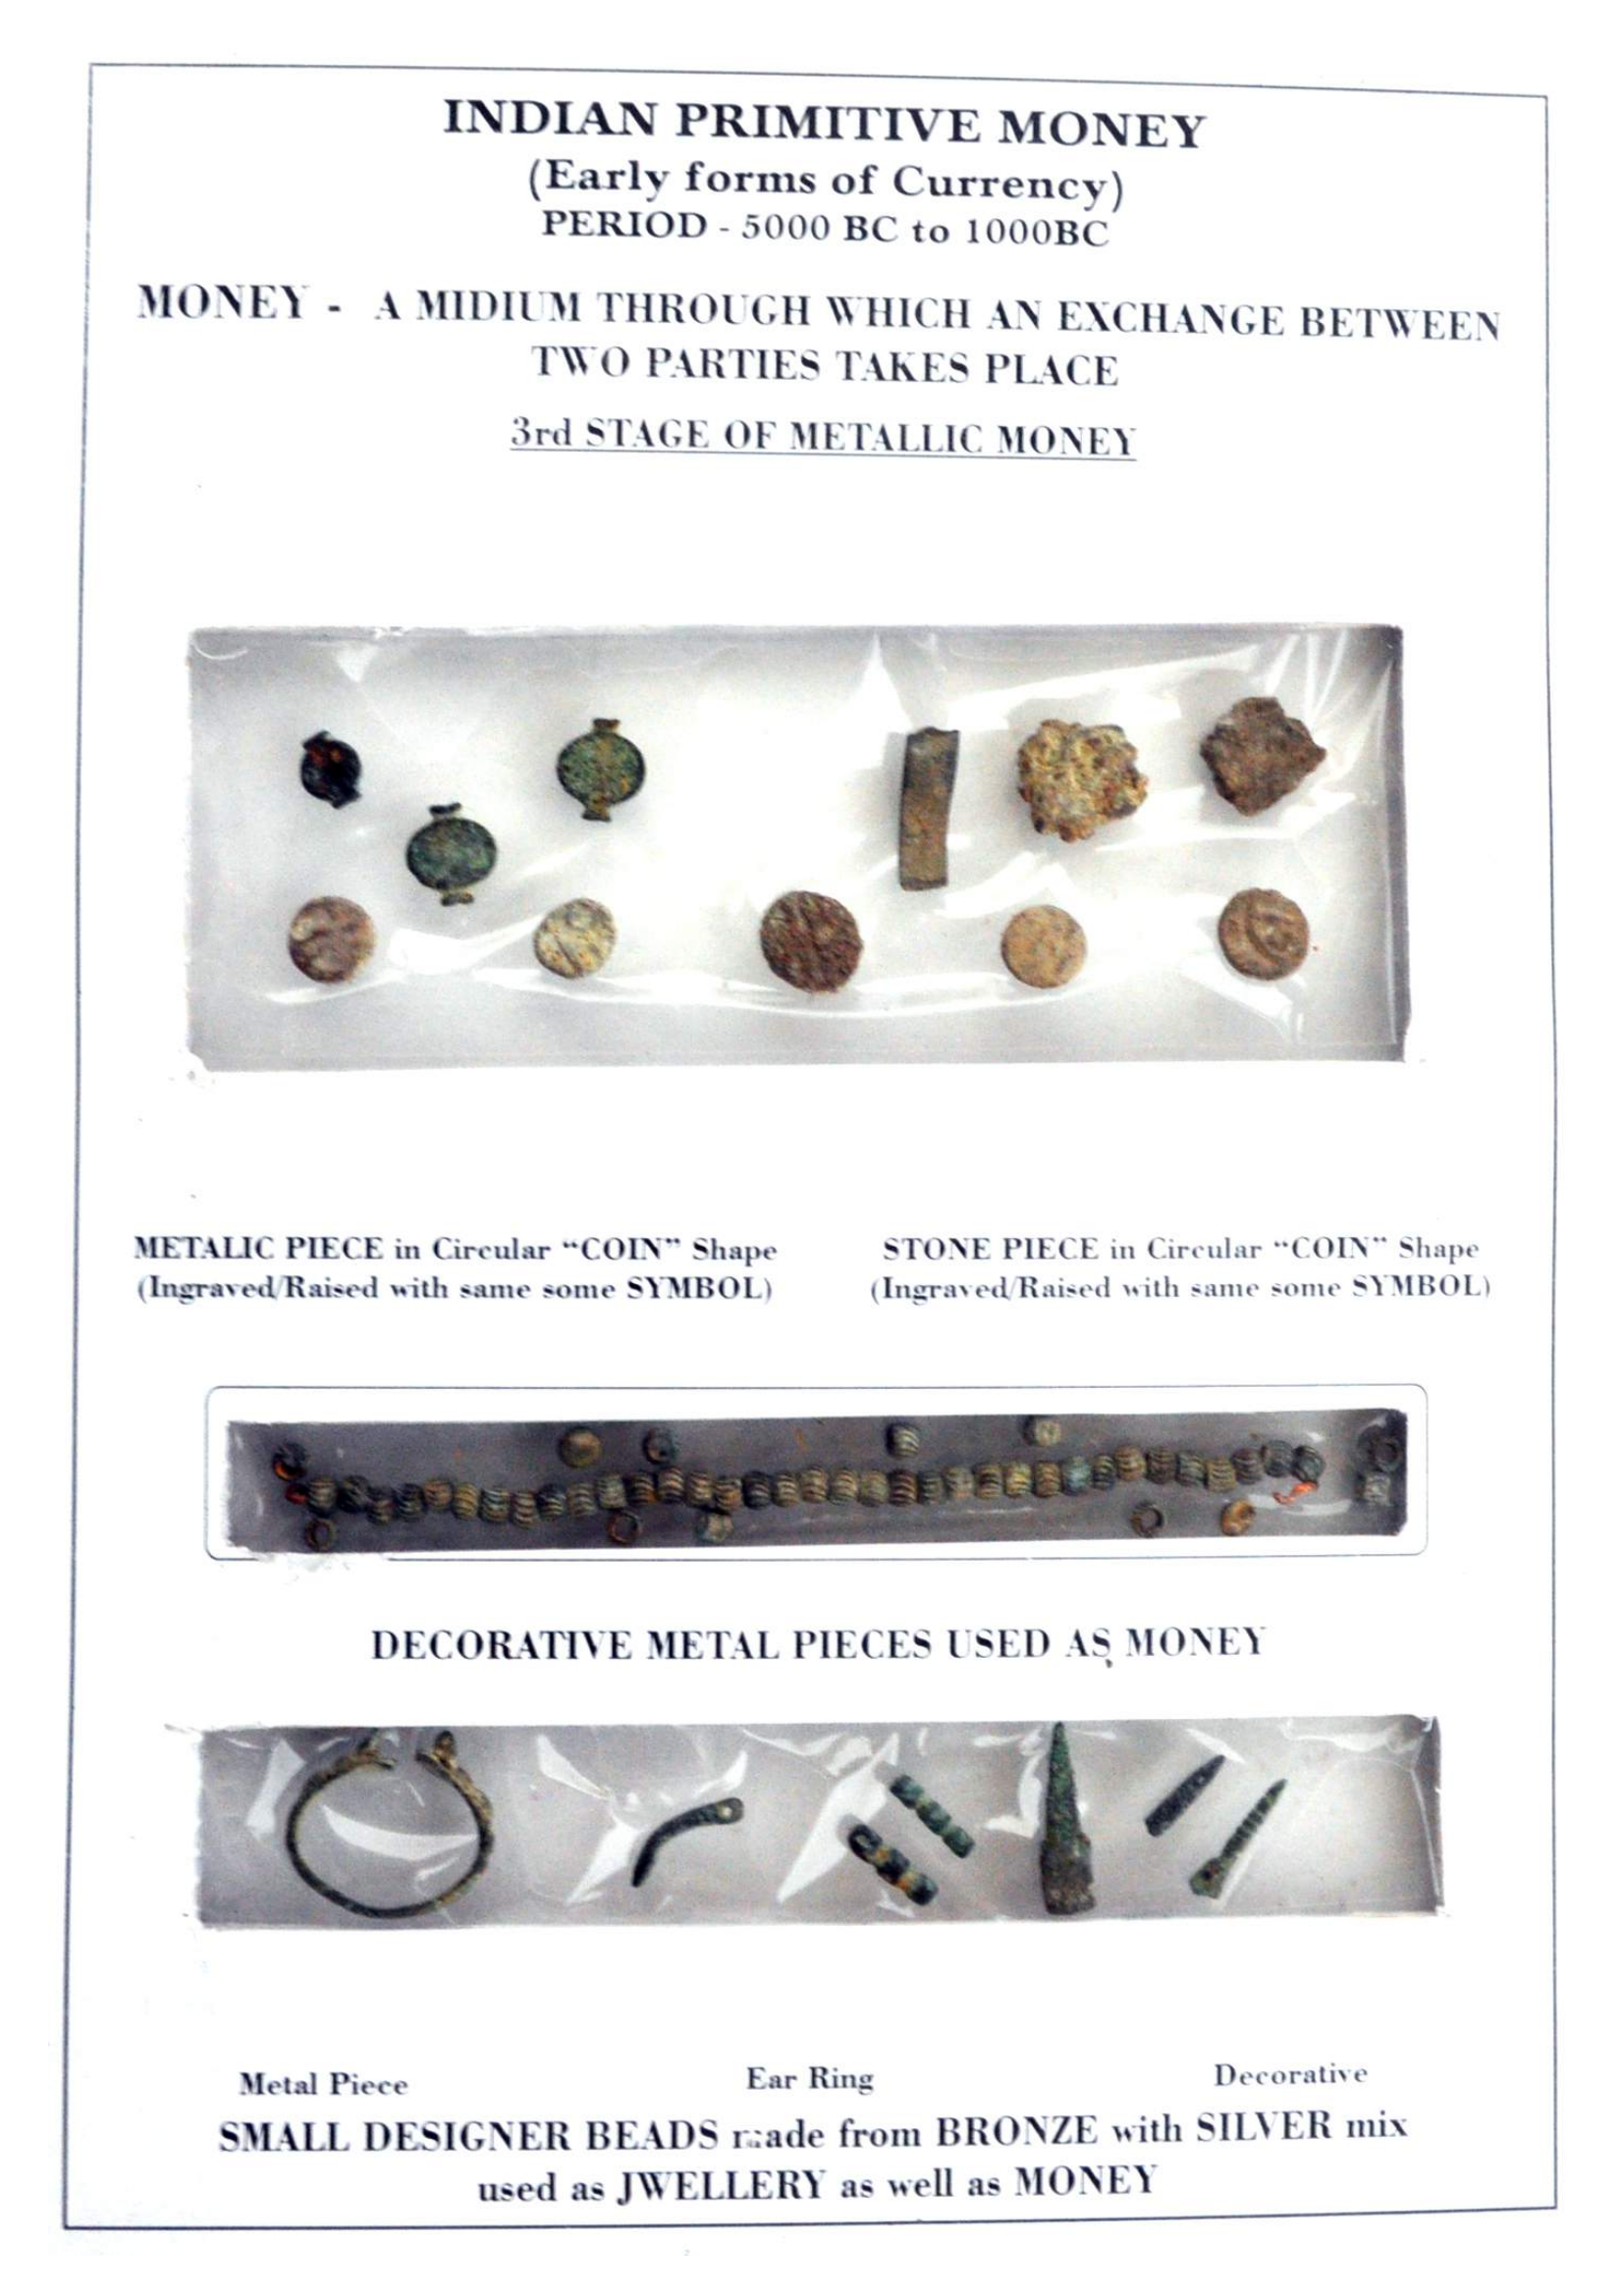 INDIAN PRIMITIVE MONEY
(Early forms of Currency)
PERIOD - 5000 BC to 1000BC
MONEY - A MIDIUM THROUGH WHICH AN EXCHANGE BETWEEN
TWO PARTIES TAKES PLACE
3rd STAGE OF METALLIC MONEY
METALIC PIECE in Circular “COIN” Shape
(Ingraved/Raised with same some SYMBOL)
STONE PIECE in Circular “COIN” Shape
(Ingraved/Raised with same some SYMBOL)
DECORATIVE METAL PIECES USED AS MONEY
Metal Piece
Ear Ring
Decorative
SMALL DESIGNER BEADS made from BRONZE with SILVER mix
used as JWELLERY as well as MONEY